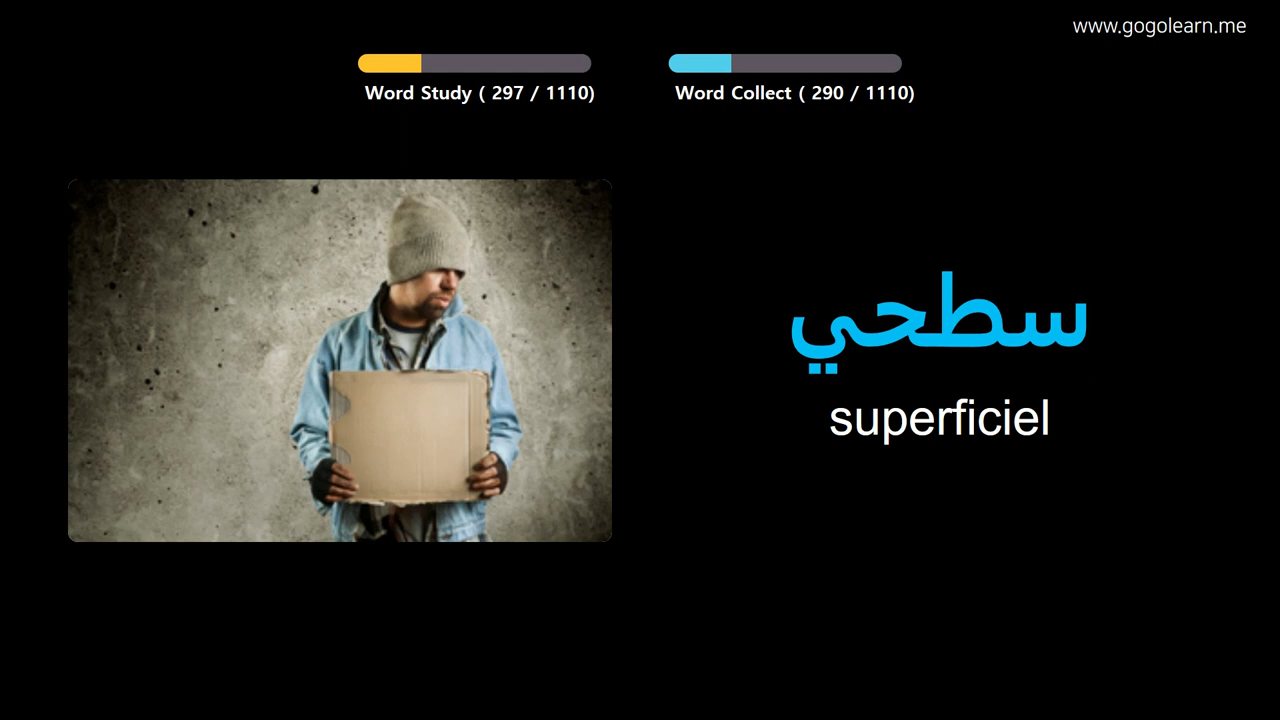 www.gogolearn.me
Word Study ( 297 / 1110)
Word Collect ( 290 / 1110)
سطحي
superficiel